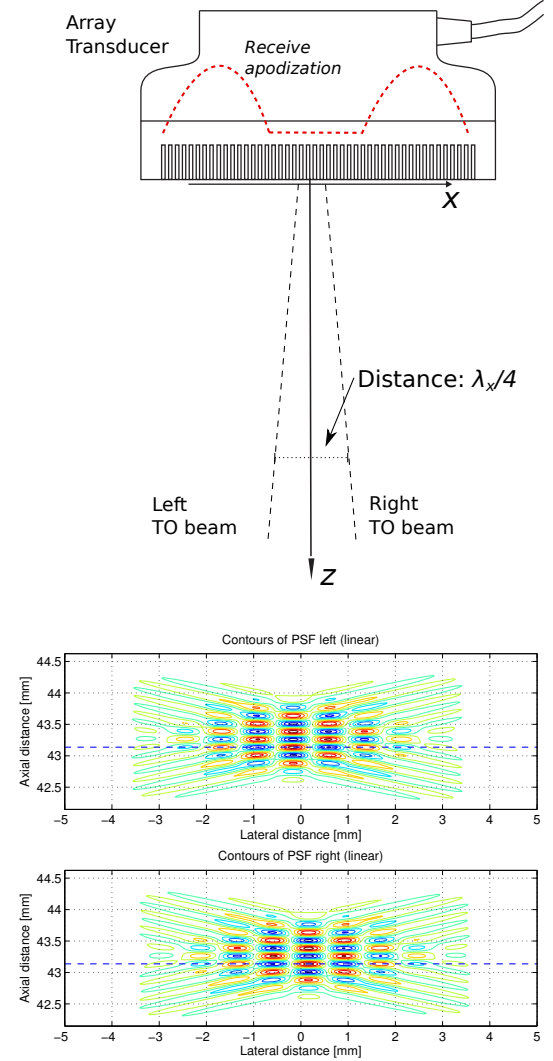 Array
Transducer
Receive
apodization
x
Distance: λx/4
Left
TO beam
Right
TO beam
z
Contours of PSF left (linear)
44.5
44
43.5
43
42.5
Axial distance [mm]
−5 −4 −3 −2 −1 0 1 2 3 4 5
Lateral distance [mm]
Contours of PSF right (linear)
44.5
44
43.5
43
42.5
Axial distance [mm]
−5 −4 −3 −2 −1 0 1 2 3 4 5
Lateral distance [mm]